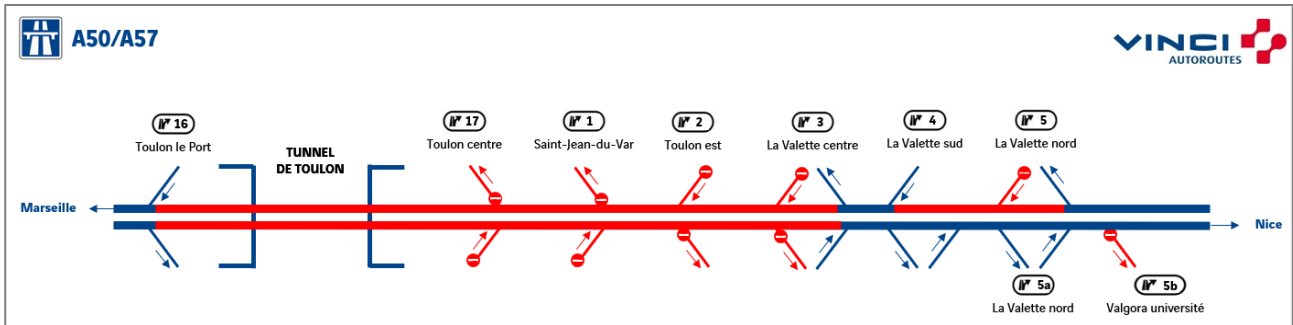 A50/A57
VINCI
AUTOROUTES
16
Toulon le Port
TUNNEL
DE TOULON
17
Toulon centre
1
Saint-Jean-du-Var
2
Toulon est
3
La Valette centre
4
La Valette sud
5
La Valette nord
Marseille
Nice
5a
La Valette nord
5b
Valgora université